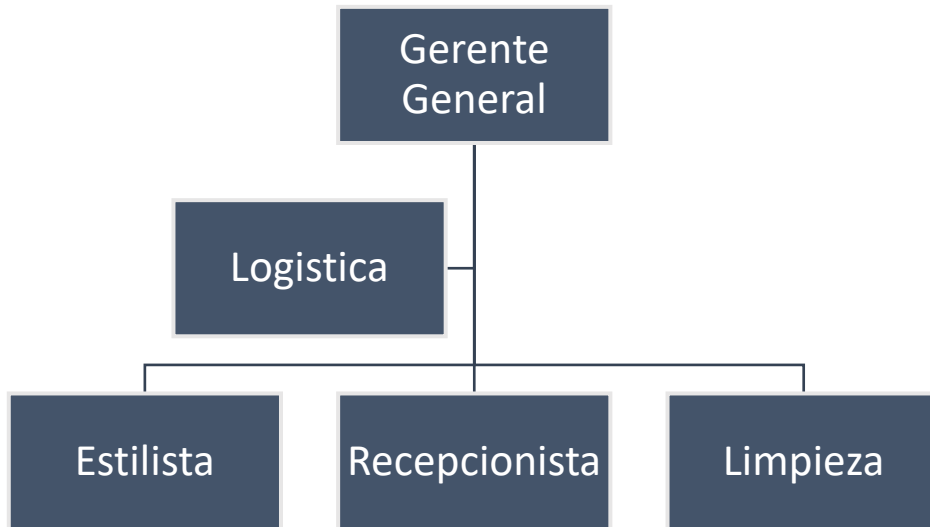 Gerente
General
Logistica
Estilista
Recepcionista
Limpieza